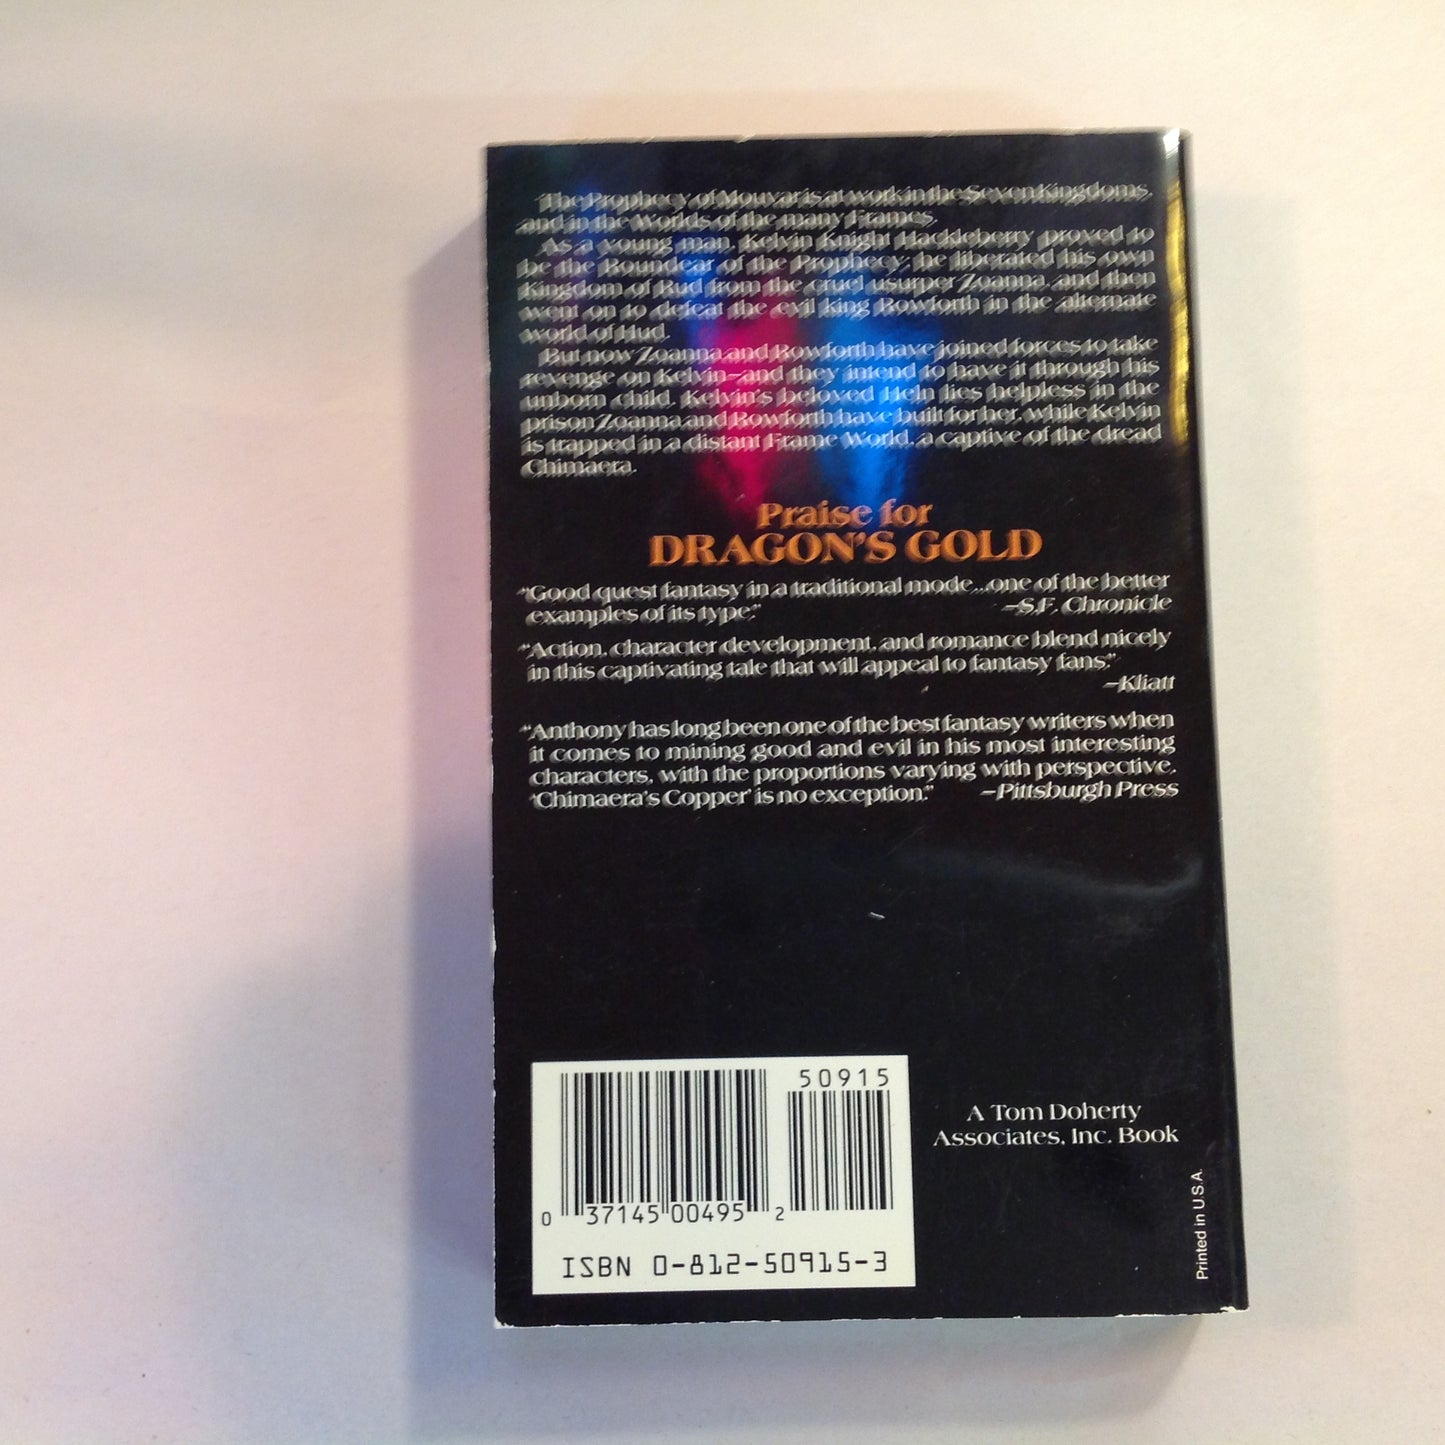 The Prophecy of Mouvar is at work in the Seven Kingdoms,
and in the Worlds of the many Frames.
As a young man, Kelvin Knight Hackleberry proved to
be the Roundear of the Prophecy; he liberated his own
Kingdom of Rud from the cruel usurper Zoanna, and then
went on to defeat the evil king Rowforth in the alternate
world of Hud.
But now Zoanna and Rowforth have joined forces to take
revenge on Kelvin—and they intend to have it through his
unborn child. Kelvin's beloved Heln lies helpless in the
prison Zoanna and Rowforth have built for her, while Kelvin
is trapped in a distant Frame World, a captive of the dread
Chimaera.
Praise for
DRAGON'S GOLD
"Good quest fantasy in a traditional mode...one of the better
examples of its type." —S.F. Chronicle
"Action, character development, and romance blend nicely
in this captivating tale that will appeal to fantasy fans."
—Kliatt
"Anthony has long been one of the best fantasy writers when
it comes to mining good and evil in his most interesting
characters, with the proportions varying with perspective.
'Chimaera's Copper' is no exception." —Pittsburgh Press
50915
0 37145 00495 2
ISBN 0-812-50915-3
A Tom Doherty
Associates, Inc. Book
Printed in U.S.A.